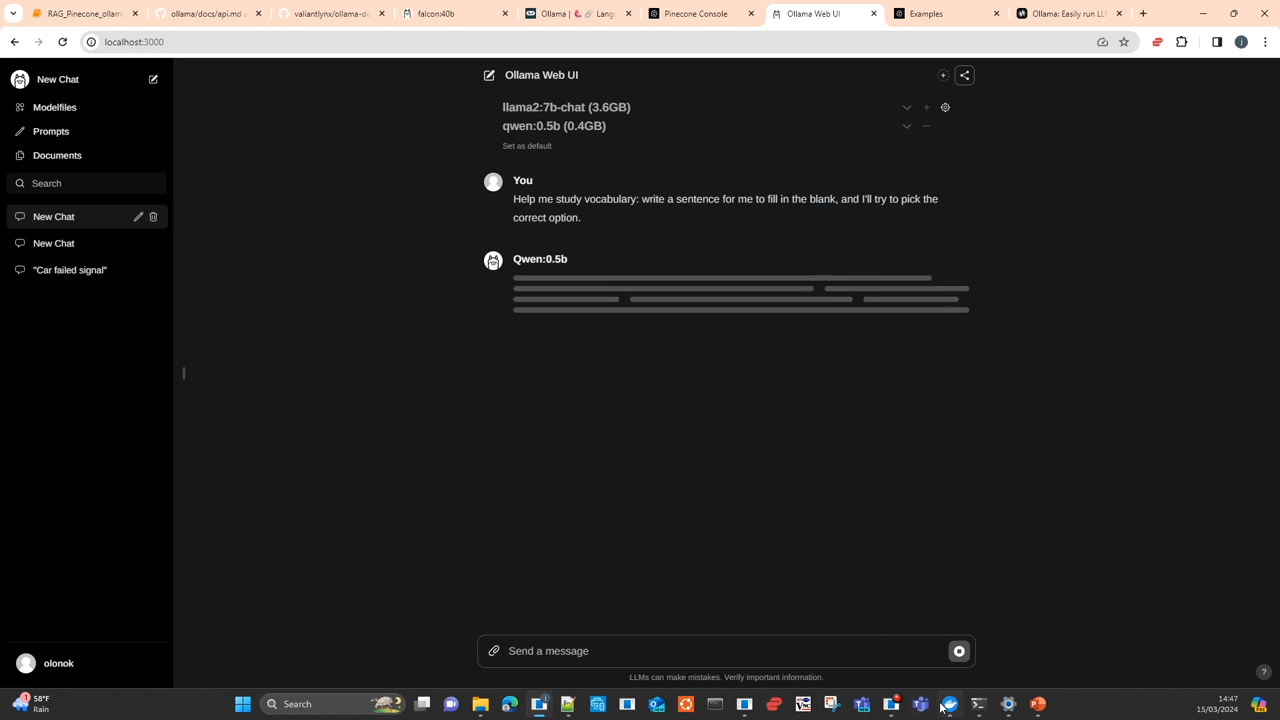 RAG_Pinecone_ollam
ollama/docs/api.md a
valiantlynx/ollama-do
falcon:40b
Ollama | 🦜🔗 Lang
Pinecone Console
Ollama Web UI
Examples
Ollama: Easily run LL
localhost:3000
New Chat
Modelfiles
Prompts
Documents
Search
New Chat
New Chat
"Car failed signal"
olonok
Ollama Web UI
llama2:7b-chat (3.6GB)
qwen:0.5b (0.4GB)
Set as default
You
Help me study vocabulary: write a sentence for me to fill in the blank, and I'll try to pick the
correct option.
Qwen:0.5b
Send a message
LLMs can make mistakes. Verify important information.
?
1
58°F
Rain
Search
14:47
15/03/2024